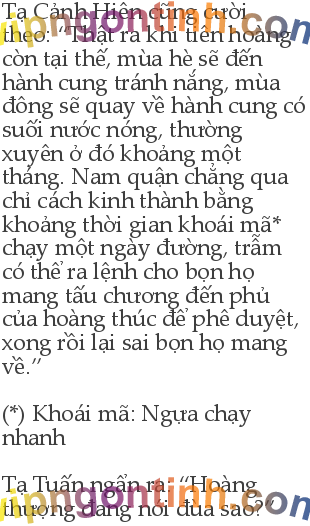 Tạ Cảnh Hiên cũng cười
theo: “Thật ra khi tiên hoàng
còn tại thế, mùa hè sẽ đến
hành cung tránh nắng, mùa
đông sẽ quay về hành cung có
suối nước nóng, thường
xuyên ở đó khoảng một
tháng. Nam quận chẳng qua
chỉ cách kinh thành bằng
khoảng thời gian khoái mã*
chạy một ngày đường, trẫm
có thể ra lệnh cho bọn họ
mang tấu chương đến phủ
của hoàng thúc để phê duyệt,
xong rồi lại sai bọn họ mang
về.”
(*) Khoái mã: Ngựa chạy
nhanh
Tạ Tuấn ngẩn ra: “Hoàng
thượng đang nói đùa sao?”